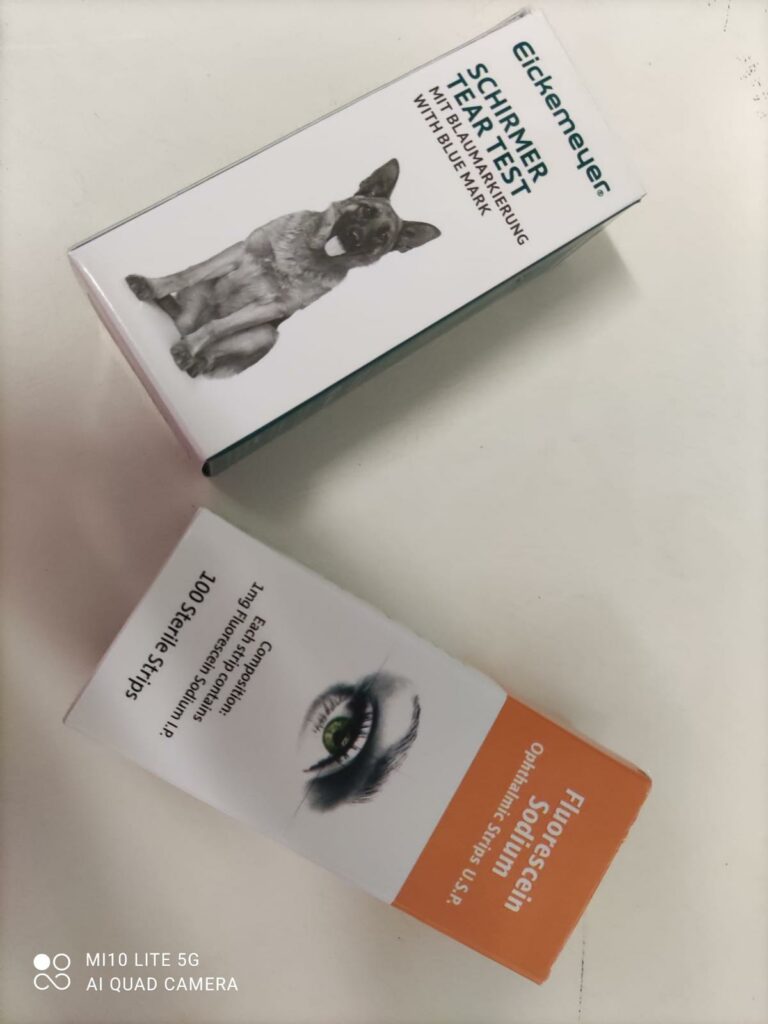 Eickemeyer®
SCHIRMER
TEAR TEST
MIT BLAUMARKIERUNG
WITH BLUE MARK
Fluorescein
Sodium
Ophthalmic Strips U.S.P.
Composition:
Each strip contains
1mg Fluorescein Sodium I.P.
100 Sterile Strips
MI10 LITE 5G
AI QUAD CAMERA